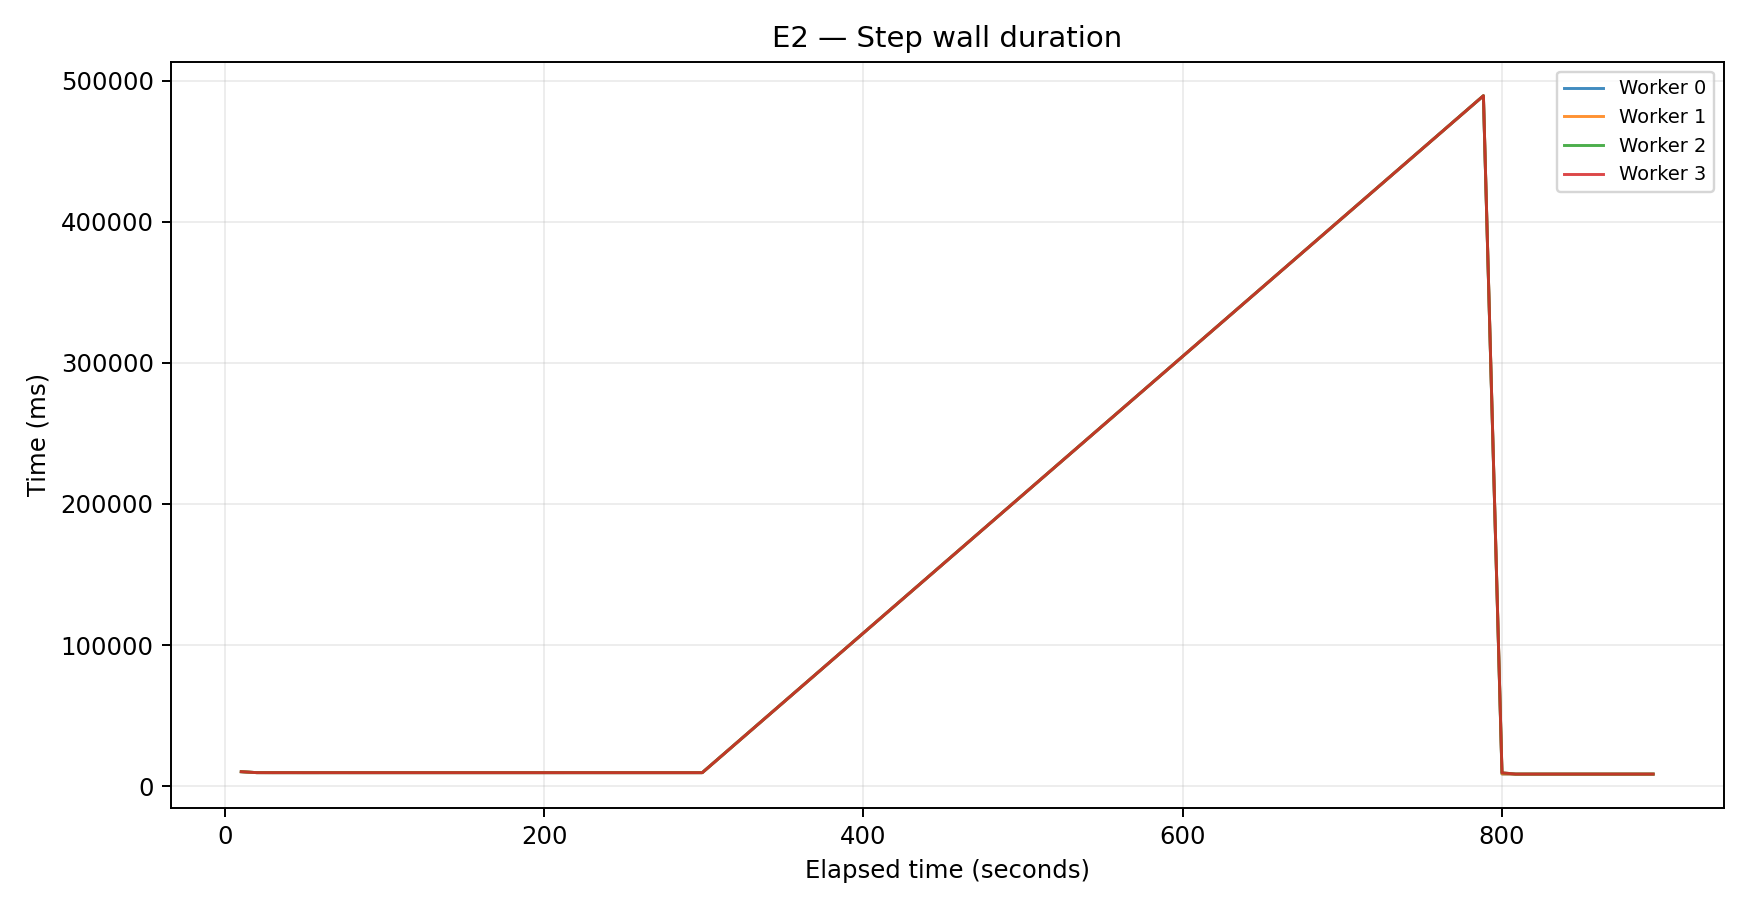 E2 — Step wall duration
500000
400000
300000
200000
100000
0
Time (ms)
Worker 0
Worker 1
Worker 2
Worker 3
0
200
400
600
800
Elapsed time (seconds)